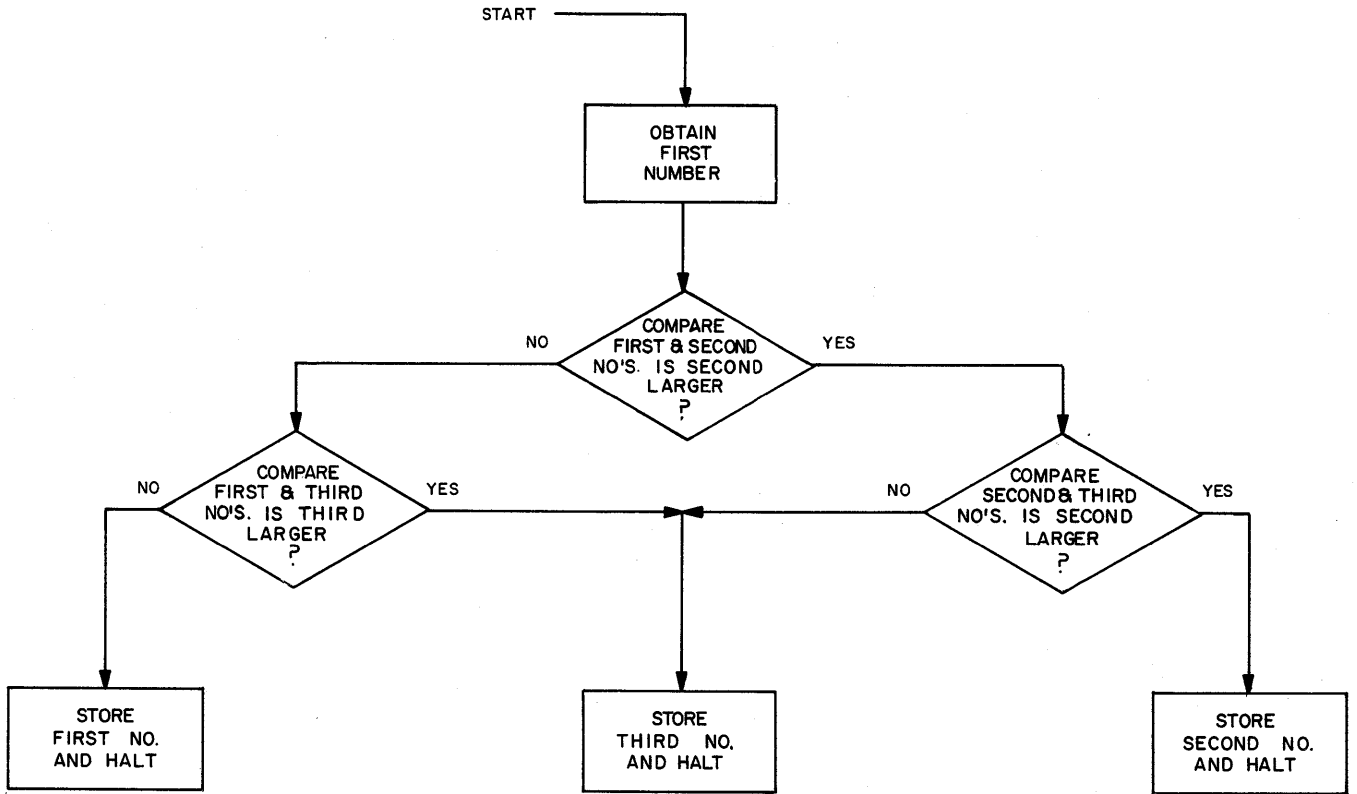 START
OBTAIN
FIRST
NUMBER
COMPARE
FIRST & SECOND
NO'S. IS SECOND
LARGER
?
NO
YES
COMPARE
FIRST & THIRD
NO'S. IS THIRD
LARGER
?
NO
YES
COMPARE
SECOND & THIRD
NO'S. IS SECOND
LARGER
?
NO
YES
STORE
FIRST NO.
AND HALT
STORE
THIRD NO.
AND HALT
STORE
SECOND NO.
AND HALT